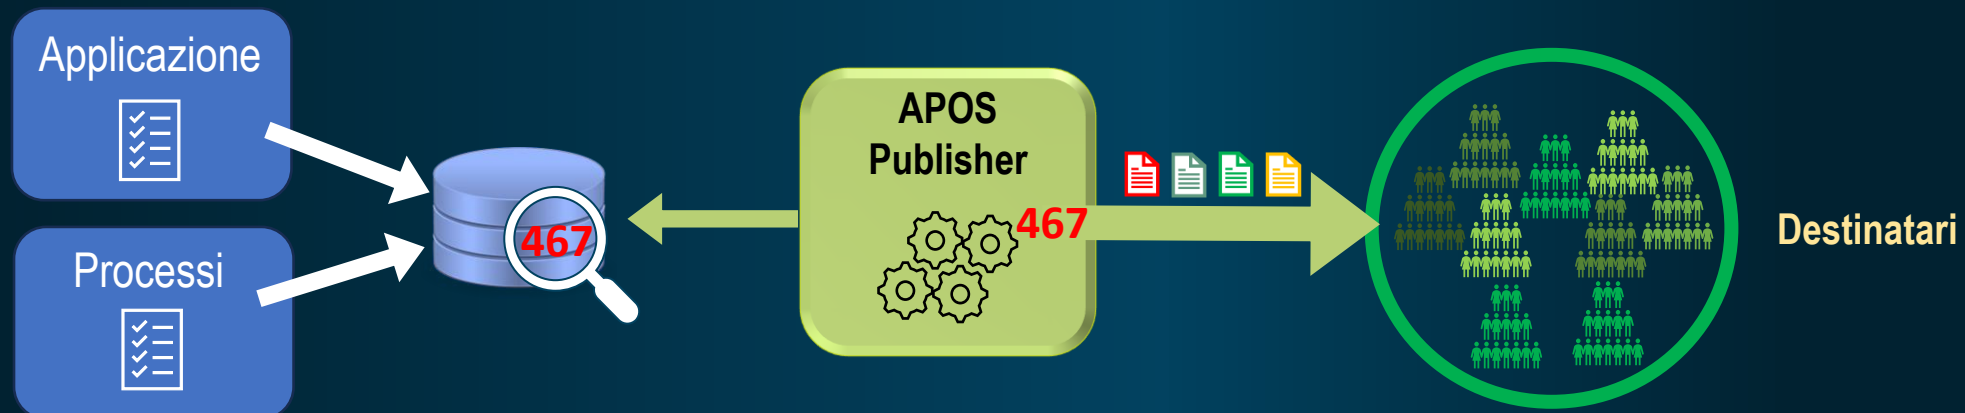 Applicazione
Processi
467
APOS
Publisher
467
Destinatari